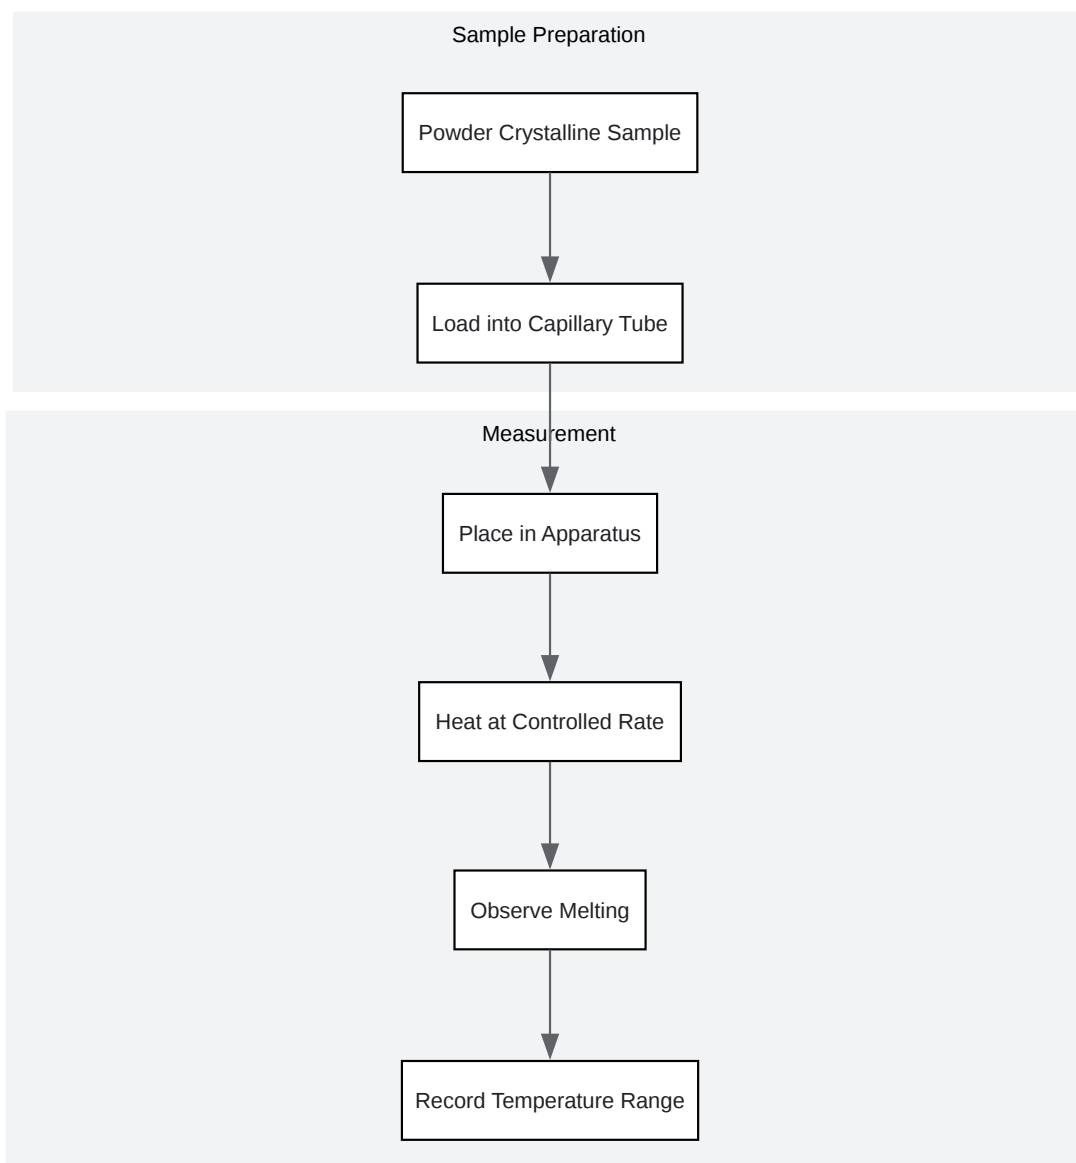 Sample Preparation
Powder Crystalline Sample
Load into Capillary Tube
Measurement
Place in Apparatus
Heat at Controlled Rate
Observe Melting
Record Temperature Range